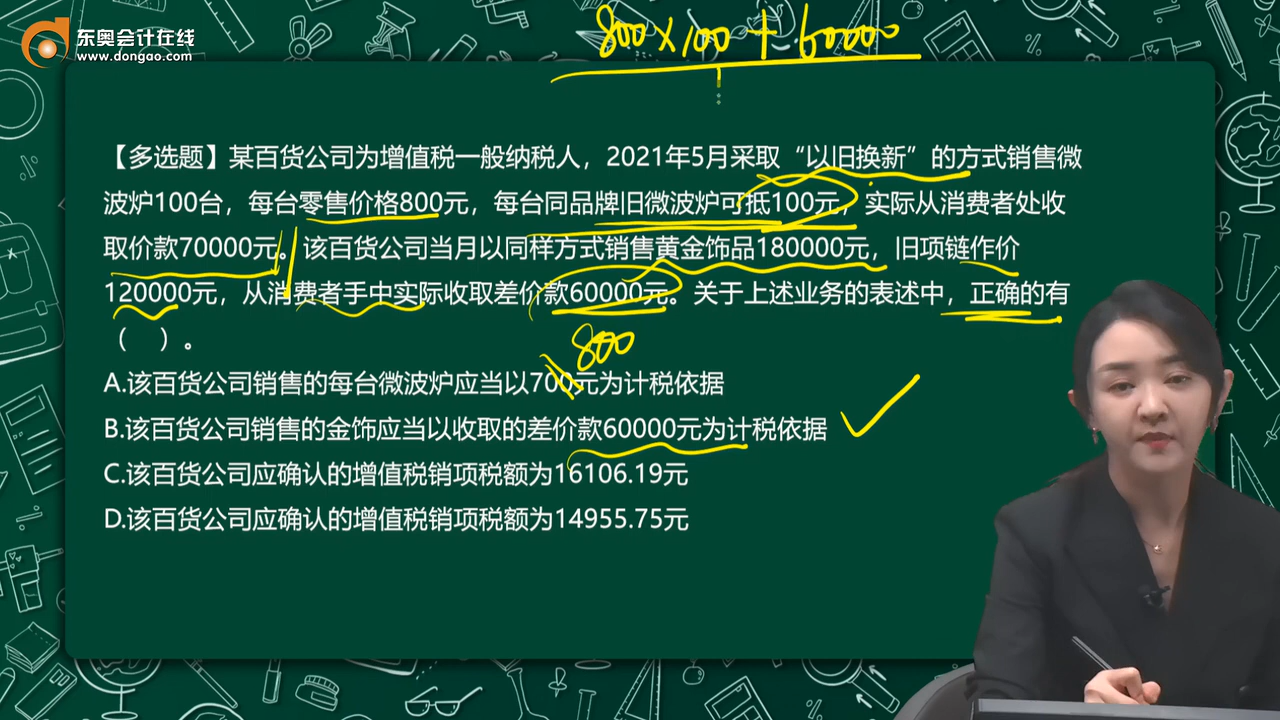 东奥会计在线
www.dongao.com
800×100+60000
【多选题】某百货公司为增值税一般纳税人，2021年5月采取“以旧换新”的方式销售微
波炉100台，每台零售价格800元，每台同品牌旧微波炉可抵100元，实际从消费者处收
取价款70000元。该百货公司当月以同样方式销售黄金饰品180000元，旧项链作价
120000元，从消费者手中实际收取差价款60000元。关于上述业务的表述中，正确的有
（ ）。
800
A.该百货公司销售的每台微波炉应当以700元为计税依据
B.该百货公司销售的金饰应当以收取的差价款60000元为计税依据
C.该百货公司应确认的增值税销项税额为16106.19元
D.该百货公司应确认的增值税销项税额为14955.75元